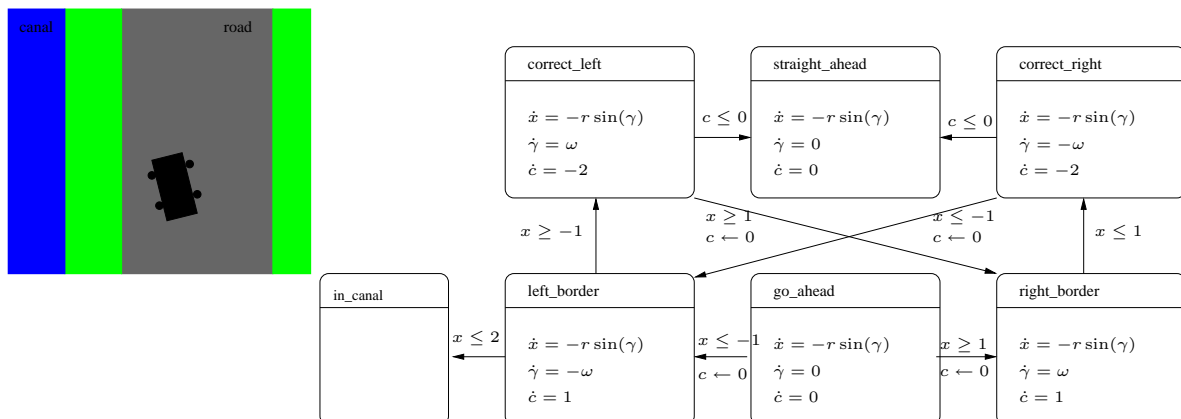 canal road
correct_left
ẋ = −r sin(γ)
γ̇ = ω
ċ = −2
c ≤ 0
straight_ahead
ẋ = −r sin(γ)
γ̇ = 0
ċ = 0
c ≤ 0
correct_right
ẋ = −r sin(γ)
γ̇ = −ω
ċ = −2
x ≥ −1
x ≥ 1
c ← 0
x ≤ −1
c ← 0
x ≤ 1
in_canal
x ≤ 2
left_border
ẋ = −r sin(γ)
γ̇ = −ω
ċ = 1
x ≤ −1
c ← 0
go_ahead
ẋ = −r sin(γ)
γ̇ = 0
ċ = 0
x ≥ 1
c ← 0
right_border
ẋ = −r sin(γ)
γ̇ = ω
ċ = 1